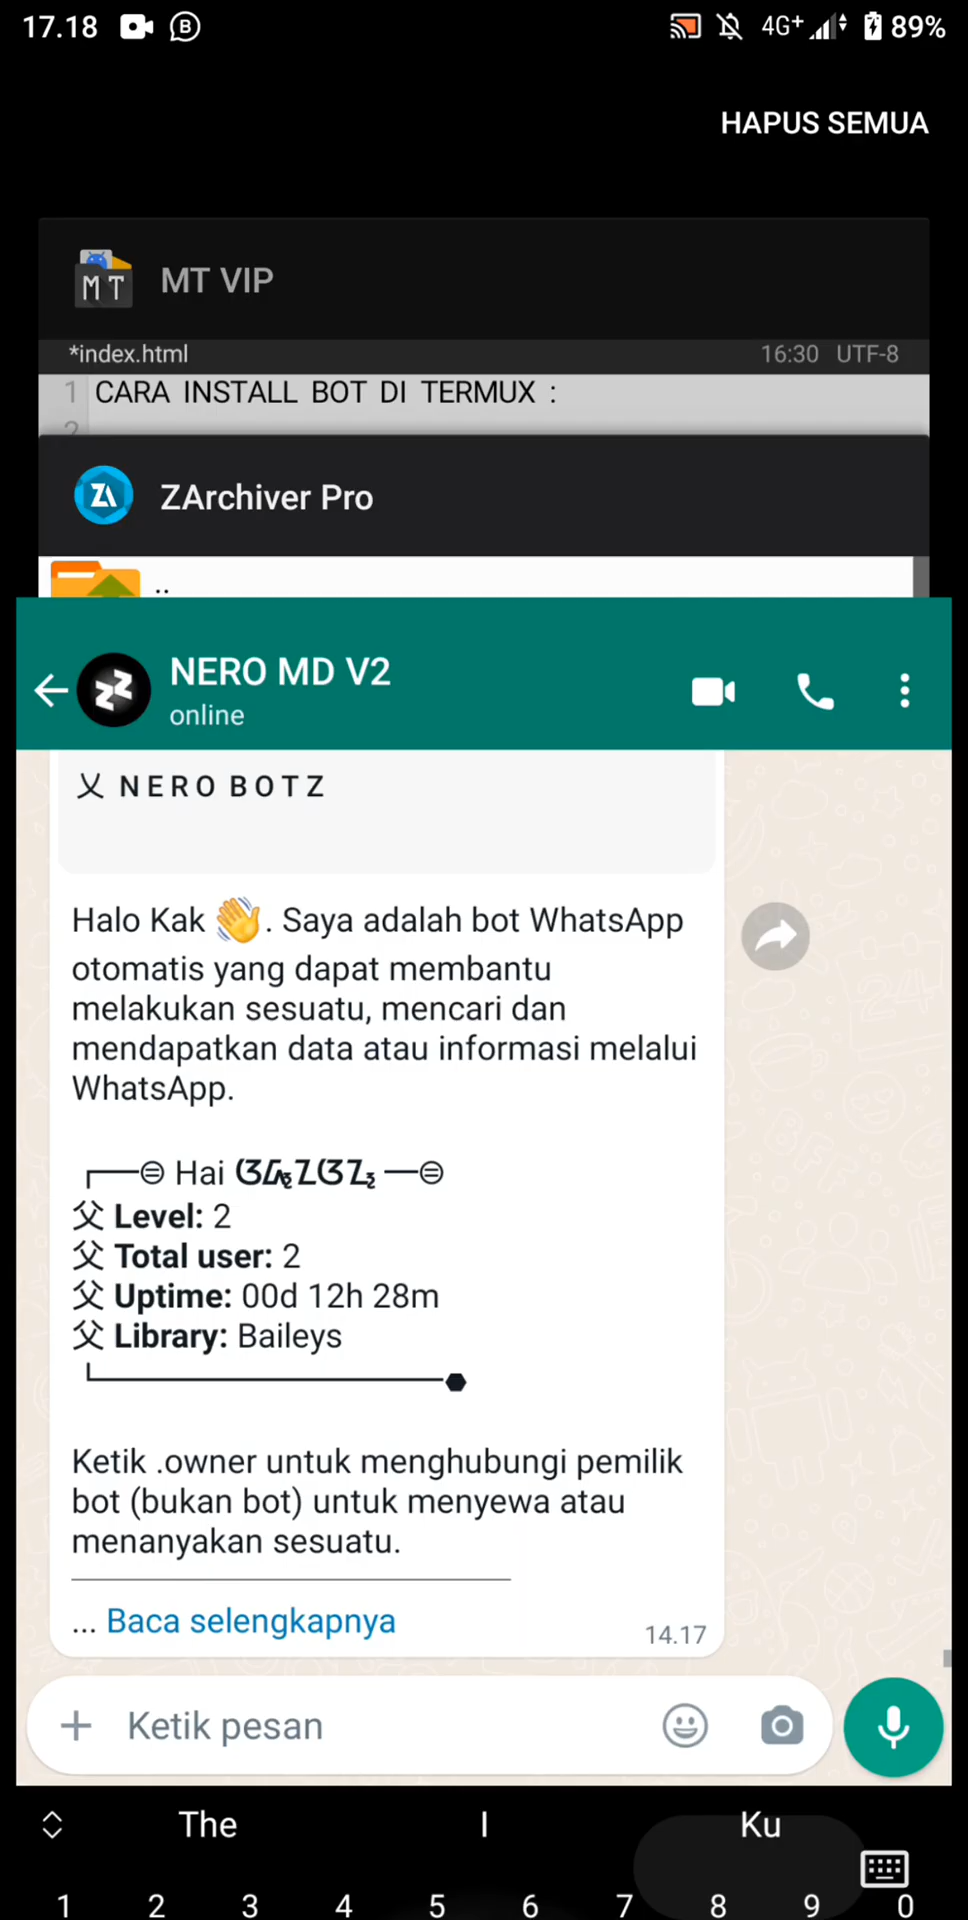 17.18
4G+ 89%
HAPUS SEMUA
MT VIP
*index.html 16:30 UTF-8
1 CARA INSTALL BOT DI TERMUX :
2
ZArchiver Pro
..
NERO MD V2
online
乂 N E R O B O T Z
Halo Kak 👋. Saya adalah bot WhatsApp
otomatis yang dapat membantu
melakukan sesuatu, mencari dan
mendapatkan data atau informasi melalui
WhatsApp.
┌──⊜ Hai ──⊜
父 Level: 2
父 Total user: 2
父 Uptime: 00d 12h 28m
父 Library: Baileys
Ketik .owner untuk menghubungi pemilik
bot (bukan bot) untuk menyewa atau
menanyakan sesuatu.
... Baca selengkapnya
14.17
Ketik pesan
The I Ku
1 2 3 4 5 6 7 8 9 0